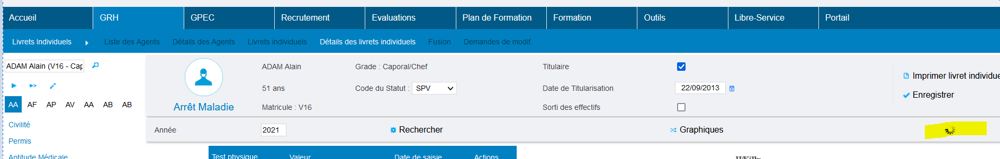 Accueil GRH GPEC Recrutement Evaluations Plan de Formation Formation Outils Libre-Service Portail
Livrets Individuels Liste des Agents Détails des Agents Livrets individuels Détails des livrets individuels Fusion Demandes de modif.
ADAM Alain (V16 - Cap
ADAM Alain Grade : Caporal/Chef Titulaire
Imprimer livret individue
51 ans Code du Statut : SPV Date de Titularisation 22/09/2013
Enregistrer
AA AF AP AV AA AB AB
Arrêt Maladie Matricule : V16 Sorti des effectifs
Civilité
Année 2021 Rechercher Graphiques
Permis
Aptitude Médicale
Test physique Valeur Date de saisie Actions